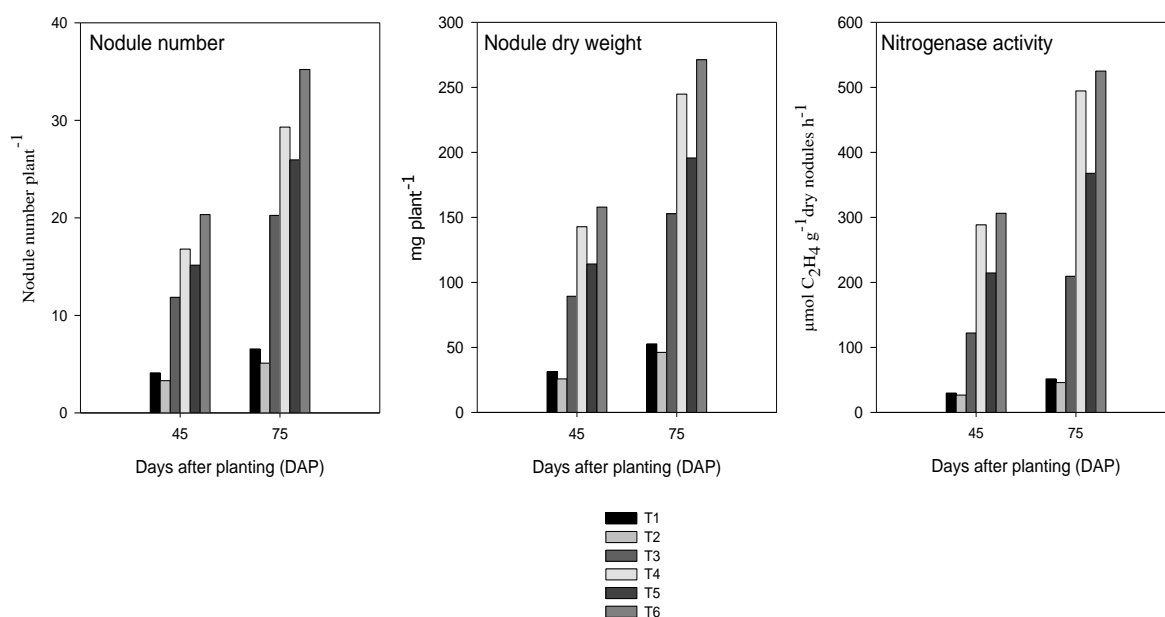 Nodule number
40
30
20
10
0
Nodule number plant⁻¹
45 75
Days after planting (DAP)
Nodule dry weight
300
250
200
150
100
50
0
mg plant⁻¹
45 75
Days after planting (DAP)
Nitrogenase activity
600
500
400
300
200
100
0
µmol C₂H₄ g⁻¹ dry nodules h⁻¹
45 75
Days after planting (DAP)
T1
T2
T3
T4
T5
T6